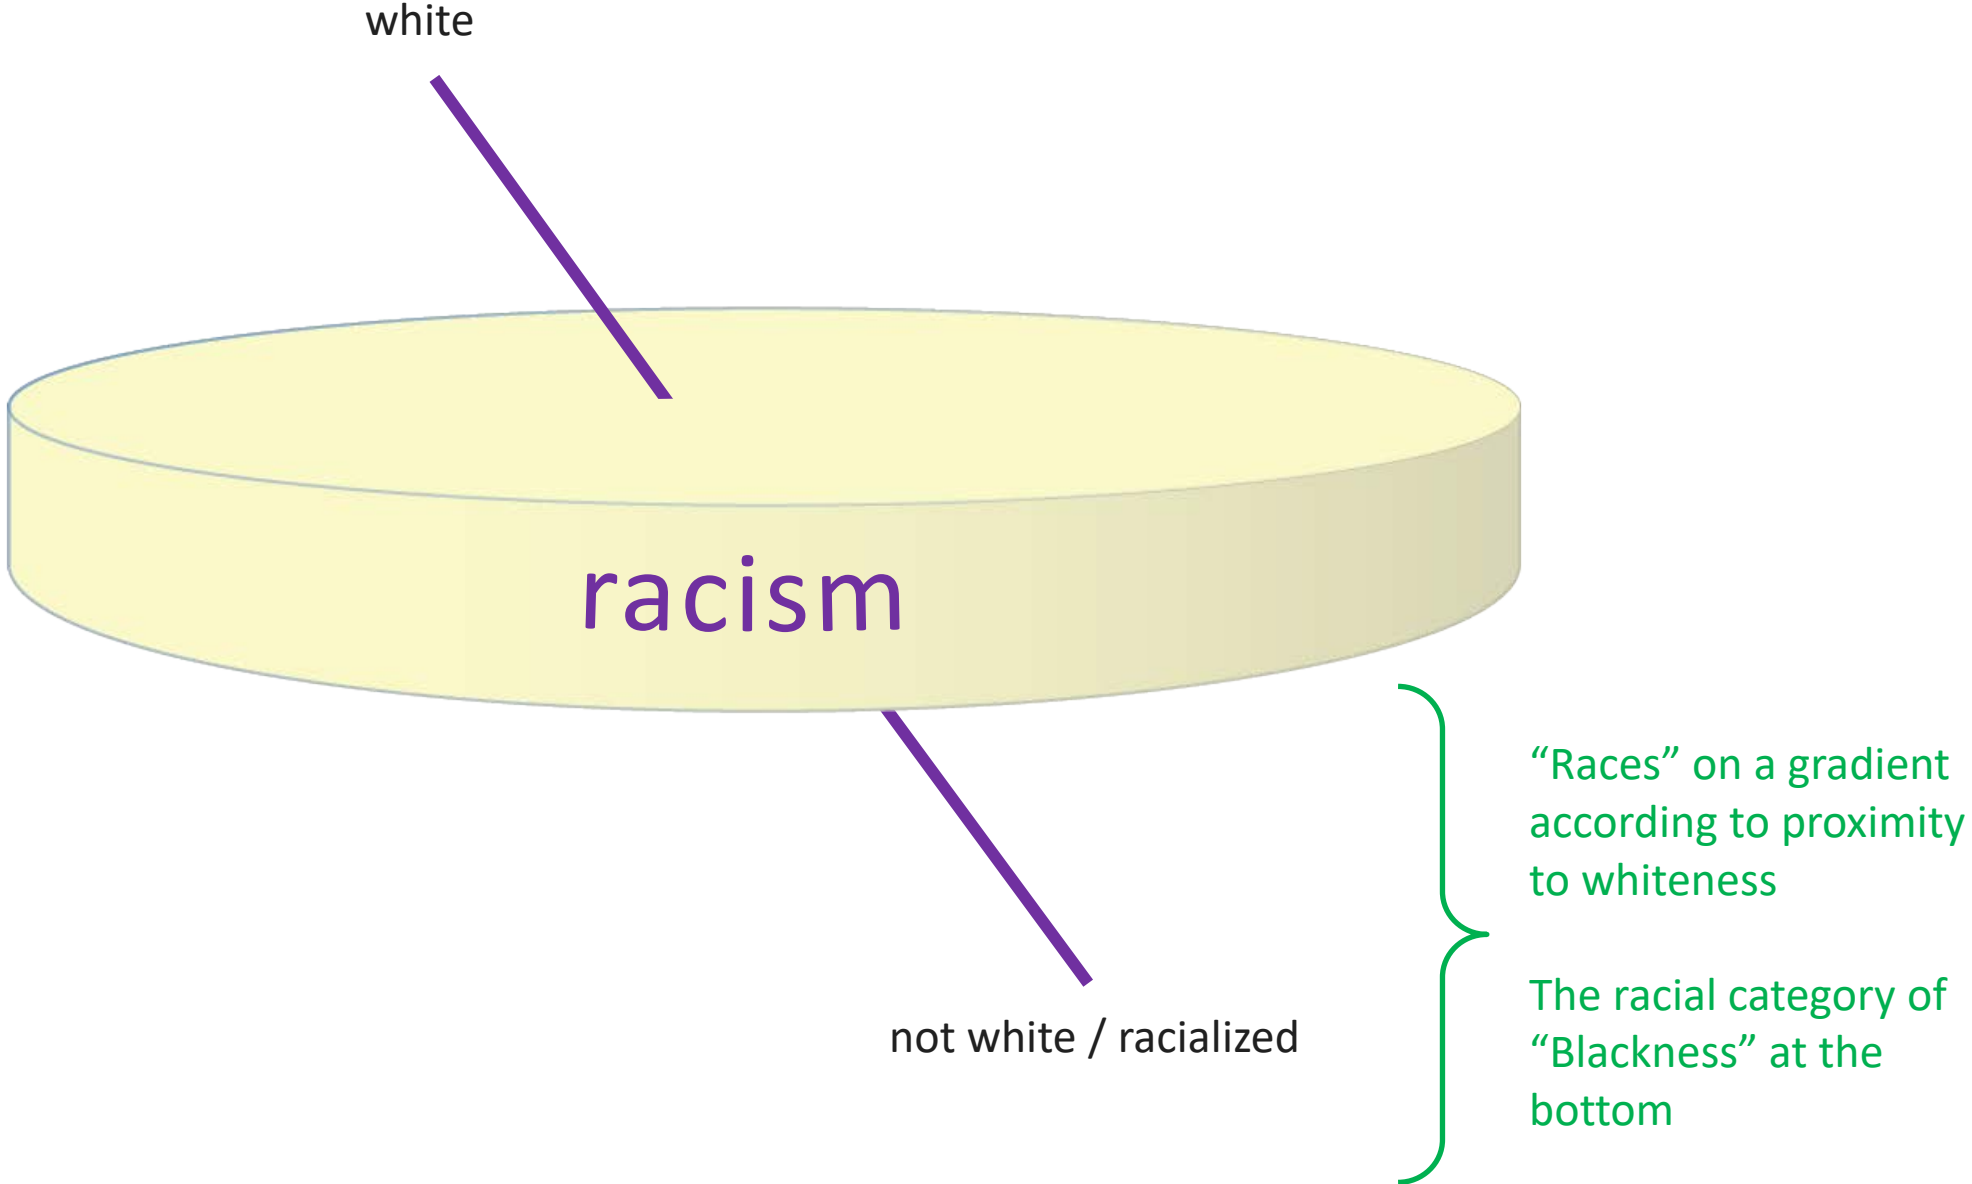 white
racism
“Races” on a gradient
according to proximity
to whiteness
The racial category of
“Blackness” at the
bottom
not white / racialized